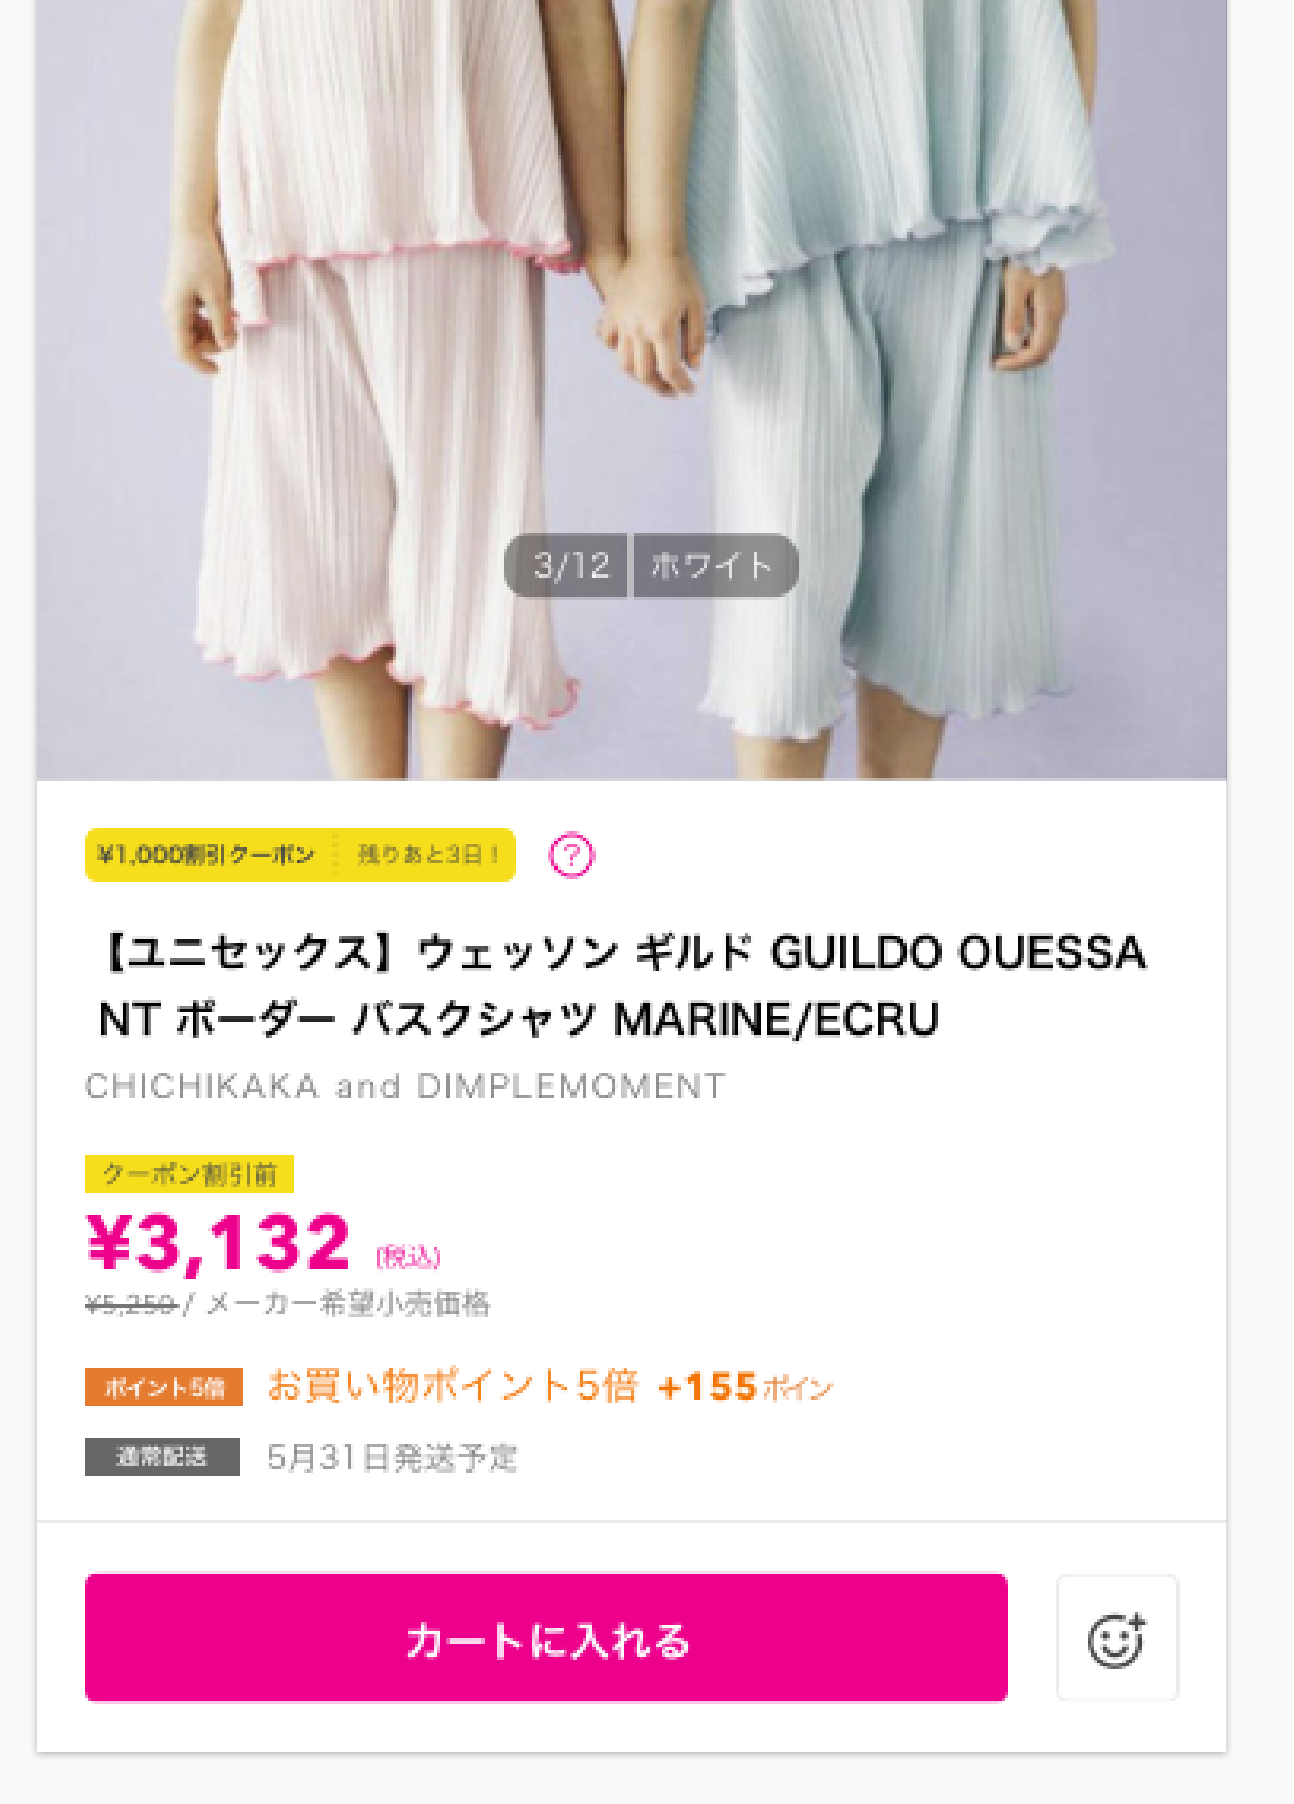 3/12 ホワイト
¥1,000割引クーポン 残りあと3日！ ?
【ユニセックス】ウェッソン ギルド GUILDO OUESSA
NT ボーダー バスクシャツ MARINE/ECRU
CHICHIKAKA and DIMPLEMOMENT
クーポン割引前
¥3,132 (税込)
¥5,250 / メーカー希望小売価格
ポイント5倍 お買い物ポイント5倍 +155ポイン
通常配送 5月31日発送予定
カートに入れる